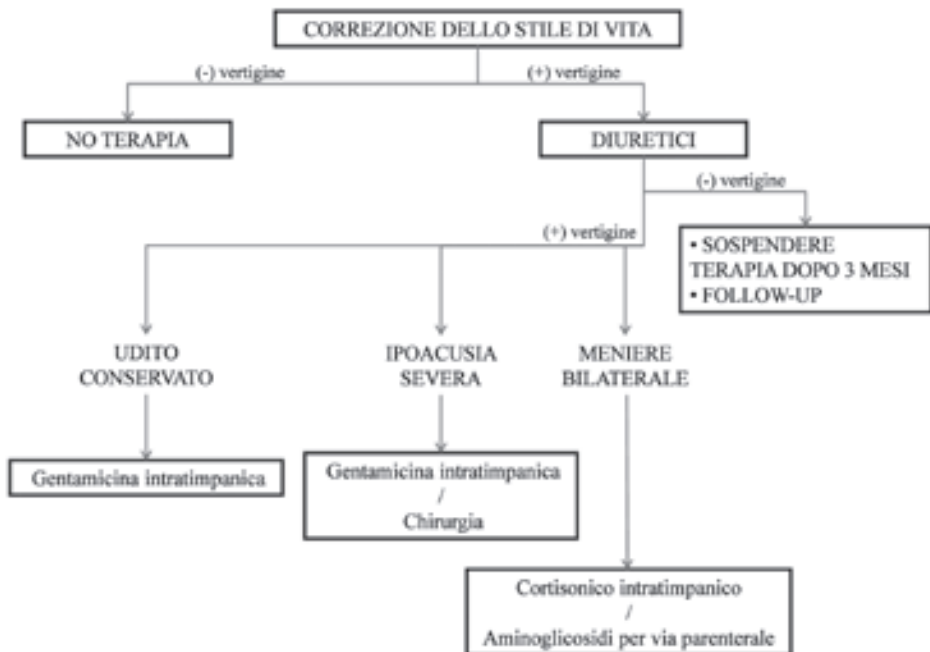 CORREZIONE DELLO STILE DI VITA
(-) vertigine
(+) vertigine
NO TERAPIA
DIURETICI
(-) vertigine
(+) vertigine
• SOSPENDERE
TERAPIA DOPO 3 MESI
• FOLLOW-UP
UDITO
CONSERVATO
IPOACUSIA
SEVERA
MENIERE
BILATERALE
Gentamicina intratimpanica
Gentamicina intratimpanica
/
Chirurgia
Cortisonico intratimpanico
/
Aminoglicosidi per via parenterale